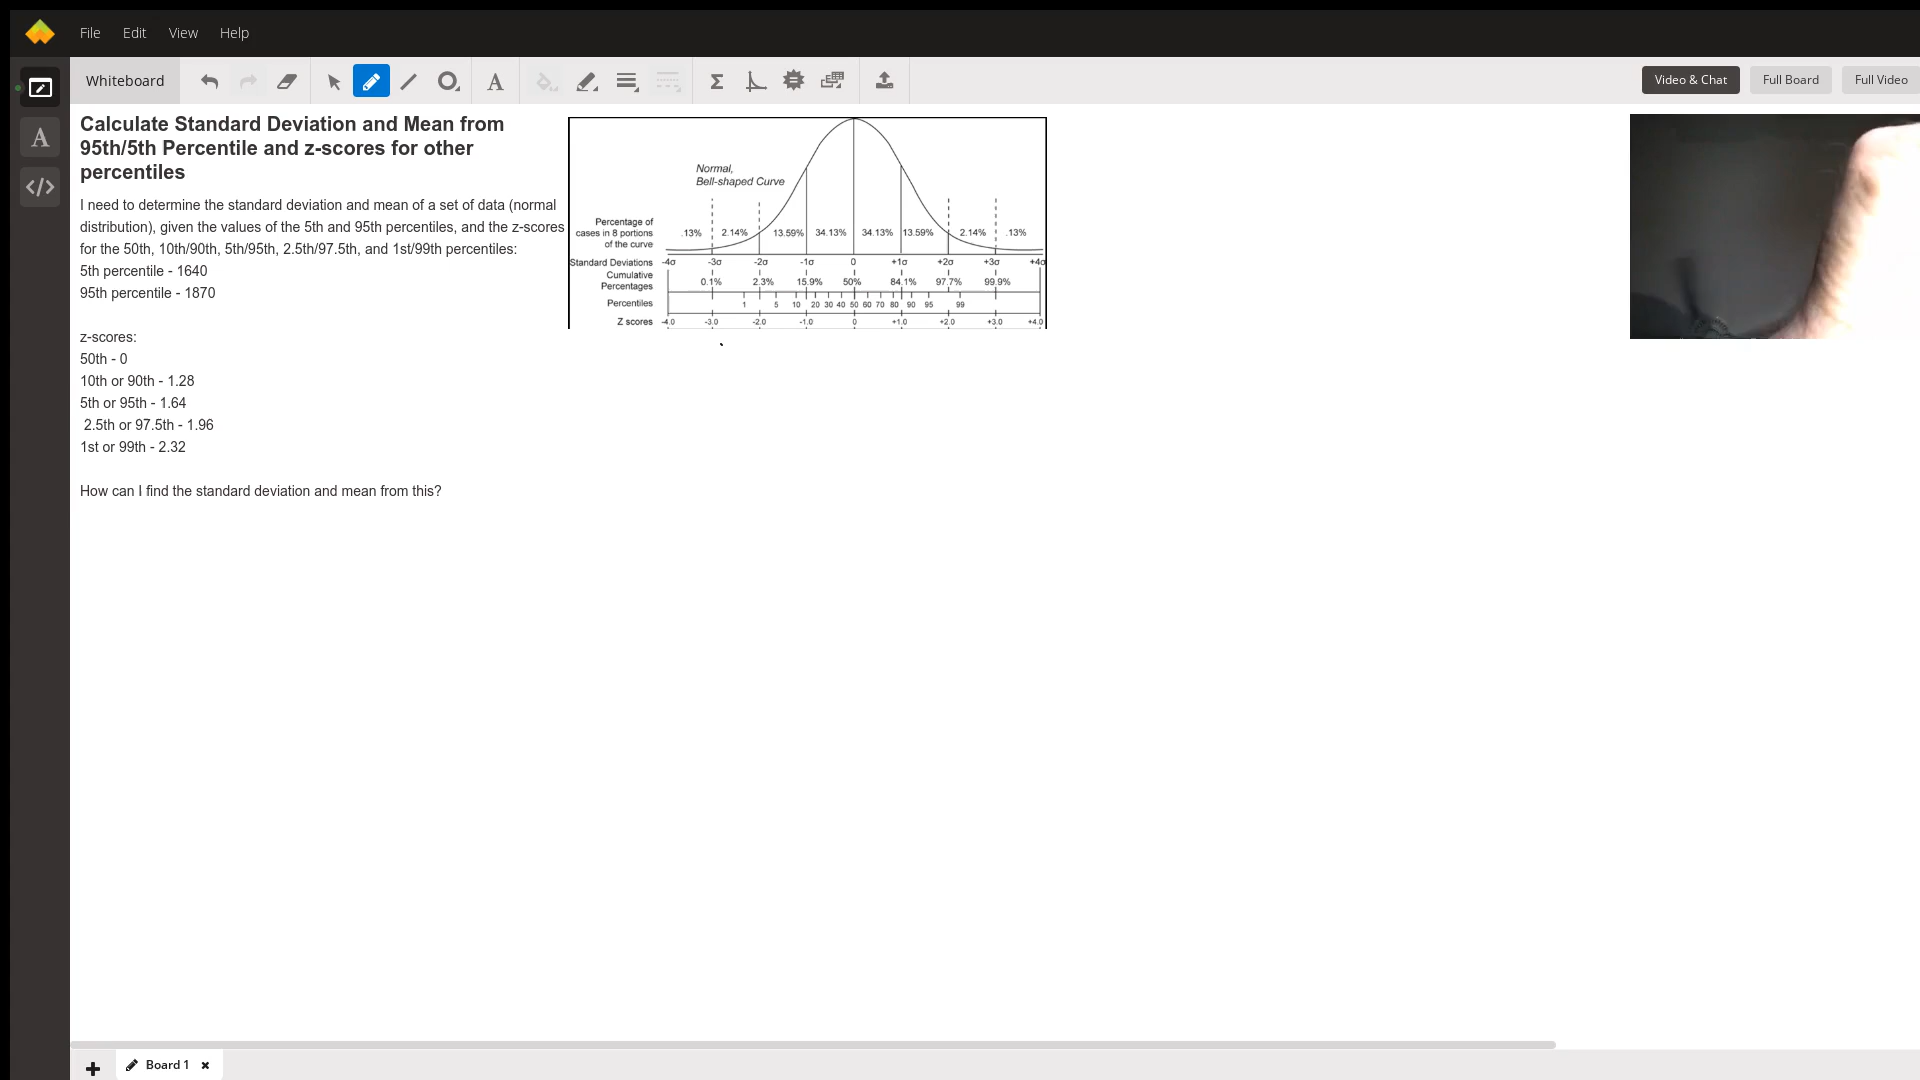 File Edit View Help
Whiteboard
Video & Chat Full Board Full Video
Calculate Standard Deviation and Mean from
95th/5th Percentile and z-scores for other
percentiles
I need to determine the standard deviation and mean of a set of data (normal
distribution), given the values of the 5th and 95th percentiles, and the z-scores
for the 50th, 10th/90th, 5th/95th, 2.5th/97.5th, and 1st/99th percentiles:
5th percentile - 1640
95th percentile - 1870
z-scores:
50th - 0
10th or 90th - 1.28
5th or 95th - 1.64
2.5th or 97.5th - 1.96
1st or 99th - 2.32
How can I find the standard deviation and mean from this?
Normal,
Bell-shaped Curve
Percentage of
cases in 8 portions
of the curve
.13% 2.14% 13.59% 34.13% 34.13% 13.59% 2.14% .13%
Standard Deviations -4σ -3σ -2σ -1σ 0 +1σ +2σ +3σ +4σ
Cumulative
Percentages 0.1% 2.3% 15.9% 50% 84.1% 97.7% 99.9%
Percentiles 1 5 10 20 30 40 50 60 70 80 90 95 99
Z scores -4.0 -3.0 -2.0 -1.0 0 +1.0 +2.0 +3.0 +4.0
Board 1